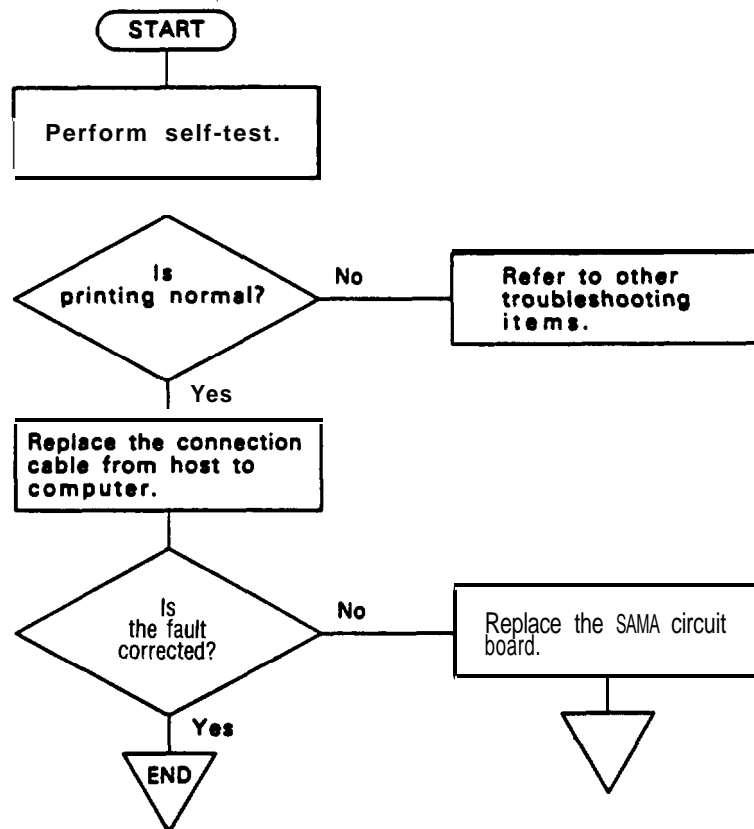 START
Perform self-test.
Is
printing normal?
No
Refer to other
troubleshooting
items.
Yes
Replace the connection
cable from host to
computer.
Is
the fault
corrected?
No
Replace the SAMA circuit
board.
Yes
END